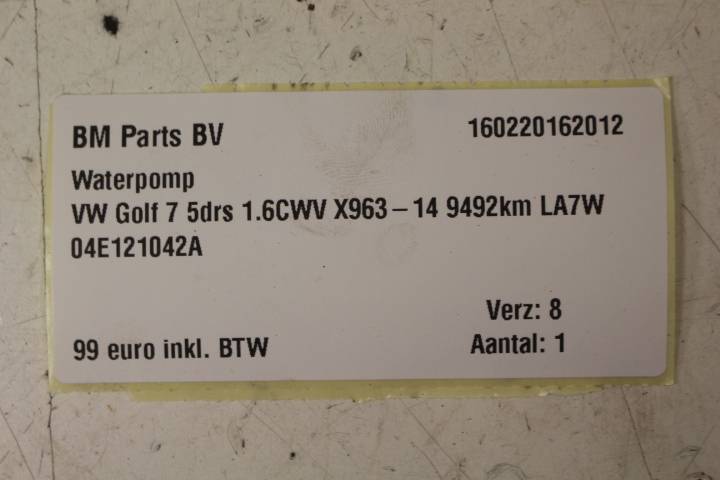 BM Parts BV 160220162012
Waterpomp
VW Golf 7 5drs 1.6CWV X963-14 9492km LA7W
04E121042A
Verz: 8
99 euro inkl. BTW Aantal: 1